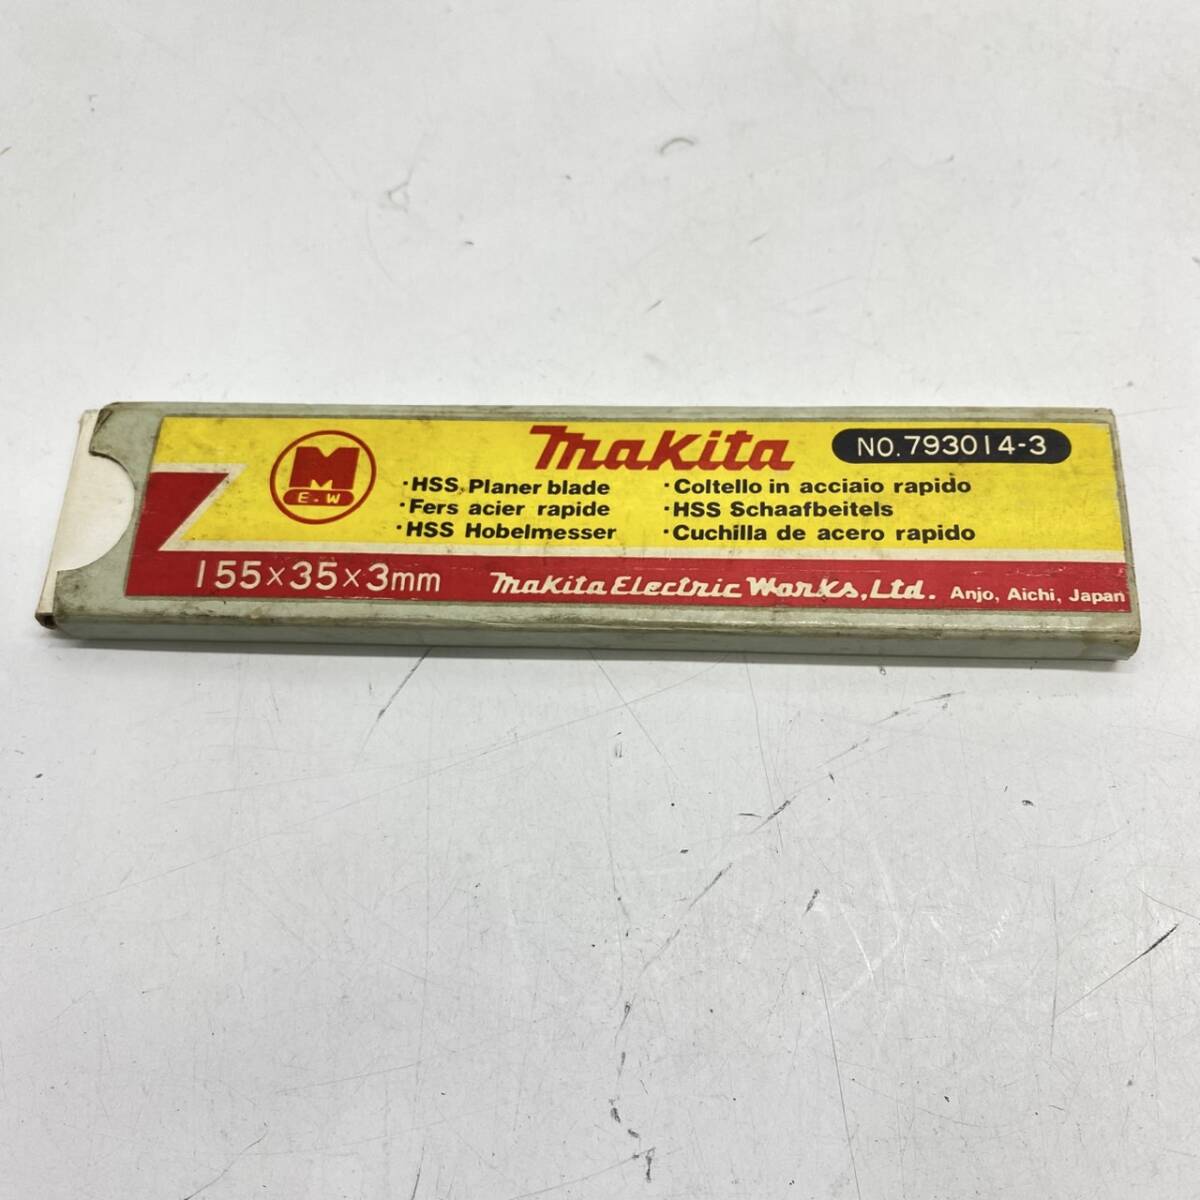 makita
NO.793014-3
M
E.W
·HSS Planer blade
·Fers acier rapide
·HSS Hobelmesser
·Coltello in acciaio rapido
·HSS Schaafbeitels
·Cuchilla de acero rapido
155×35×3mm
makita Electric Works, Ltd. Anjo, Aichi, Japan